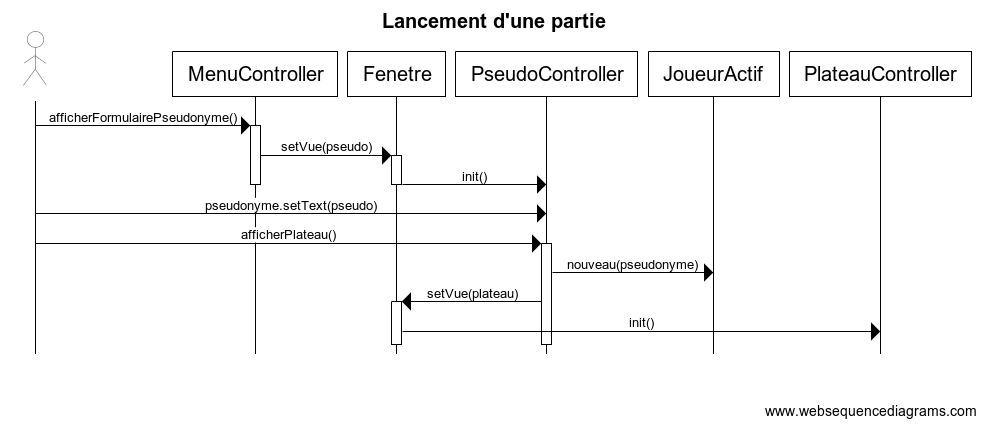 Lancement d'une partie
MenuController
Fenetre
PseudoController
JoueurActif
PlateauController
afficherFormulairePseudonyme()
setVue(pseudo)
init()
pseudonyme.setText(pseudo)
afficherPlateau()
nouveau(pseudonyme)
setVue(plateau)
init()
www.websequencediagrams.com